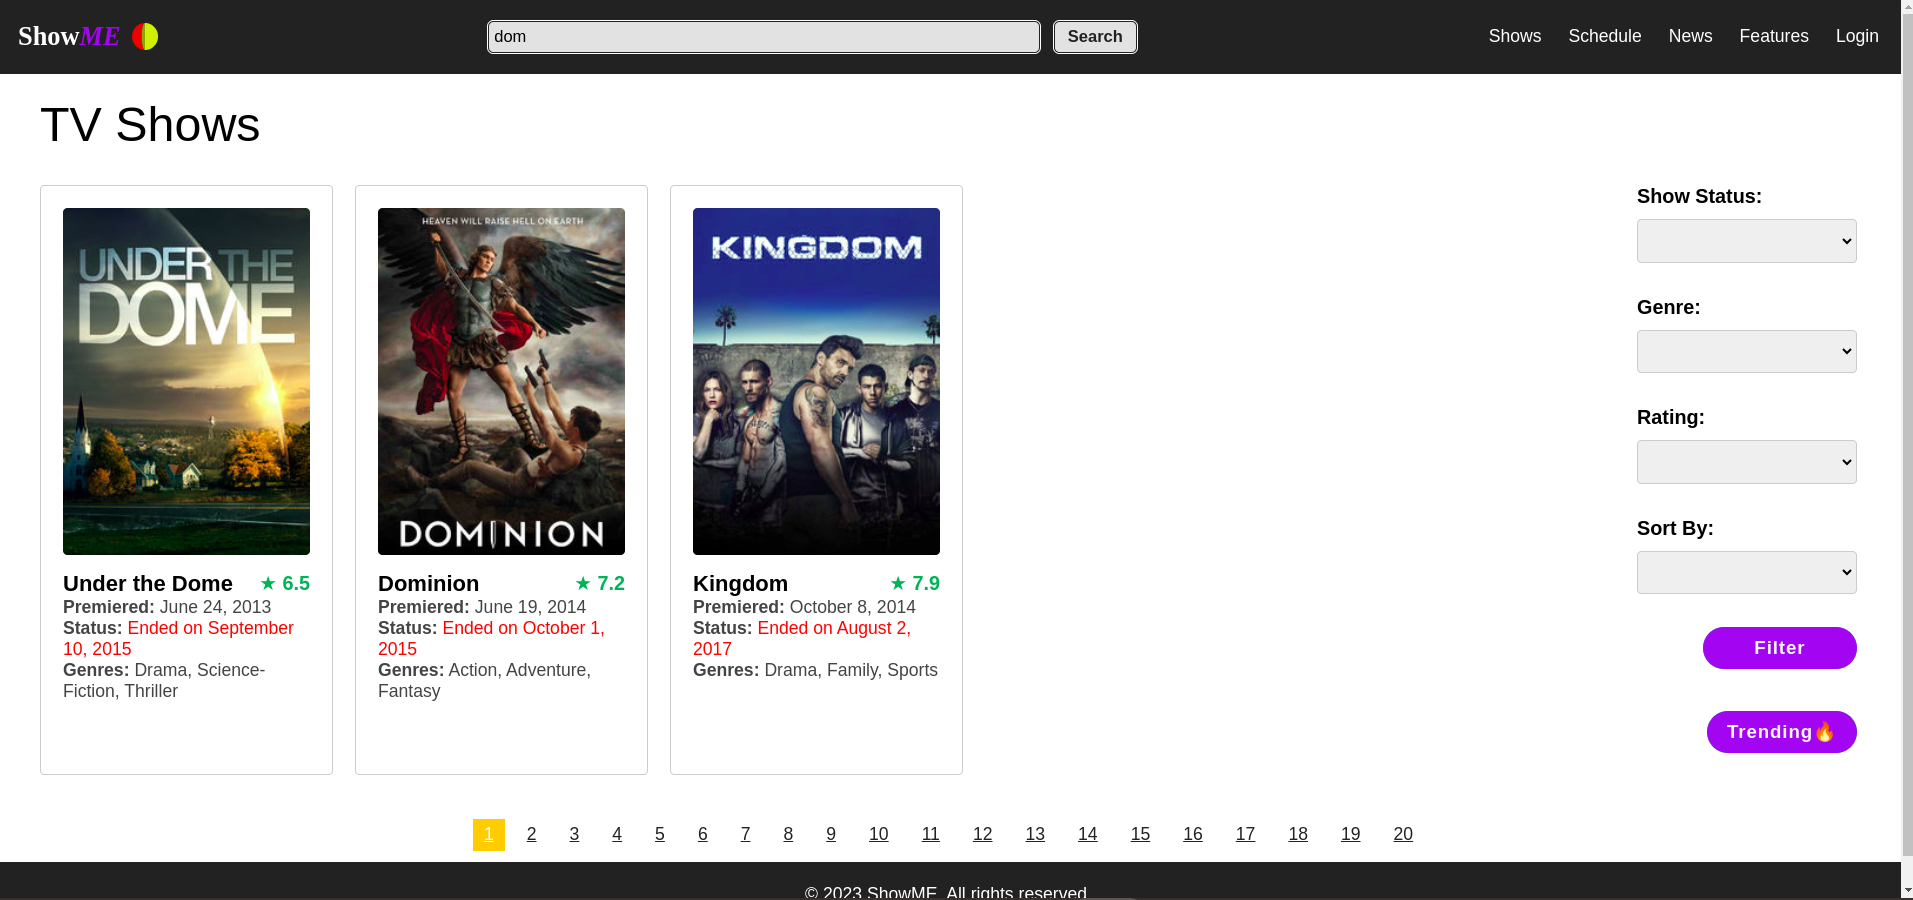 ShowME
dom
Search
Shows
Schedule
News
Features
Login
TV Shows
UNDER THE
DOME
Under the Dome ★ 6.5
Premiered: June 24, 2013
Status: Ended on September
10, 2015
Genres: Drama, Science-
Fiction, Thriller
HEAVEN WILL RAISE HELL ON EARTH
DOMINION
Dominion ★ 7.2
Premiered: June 19, 2014
Status: Ended on October 1,
2015
Genres: Action, Adventure,
Fantasy
KINGDOM
Kingdom ★ 7.9
Premiered: October 8, 2014
Status: Ended on August 2,
2017
Genres: Drama, Family, Sports
Show Status:
Genre:
Rating:
Sort By:
Filter
Trending🔥
1 2 3 4 5 6 7 8 9 10 11 12 13 14 15 16 17 18 19 20
© 2023 ShowME. All rights reserved